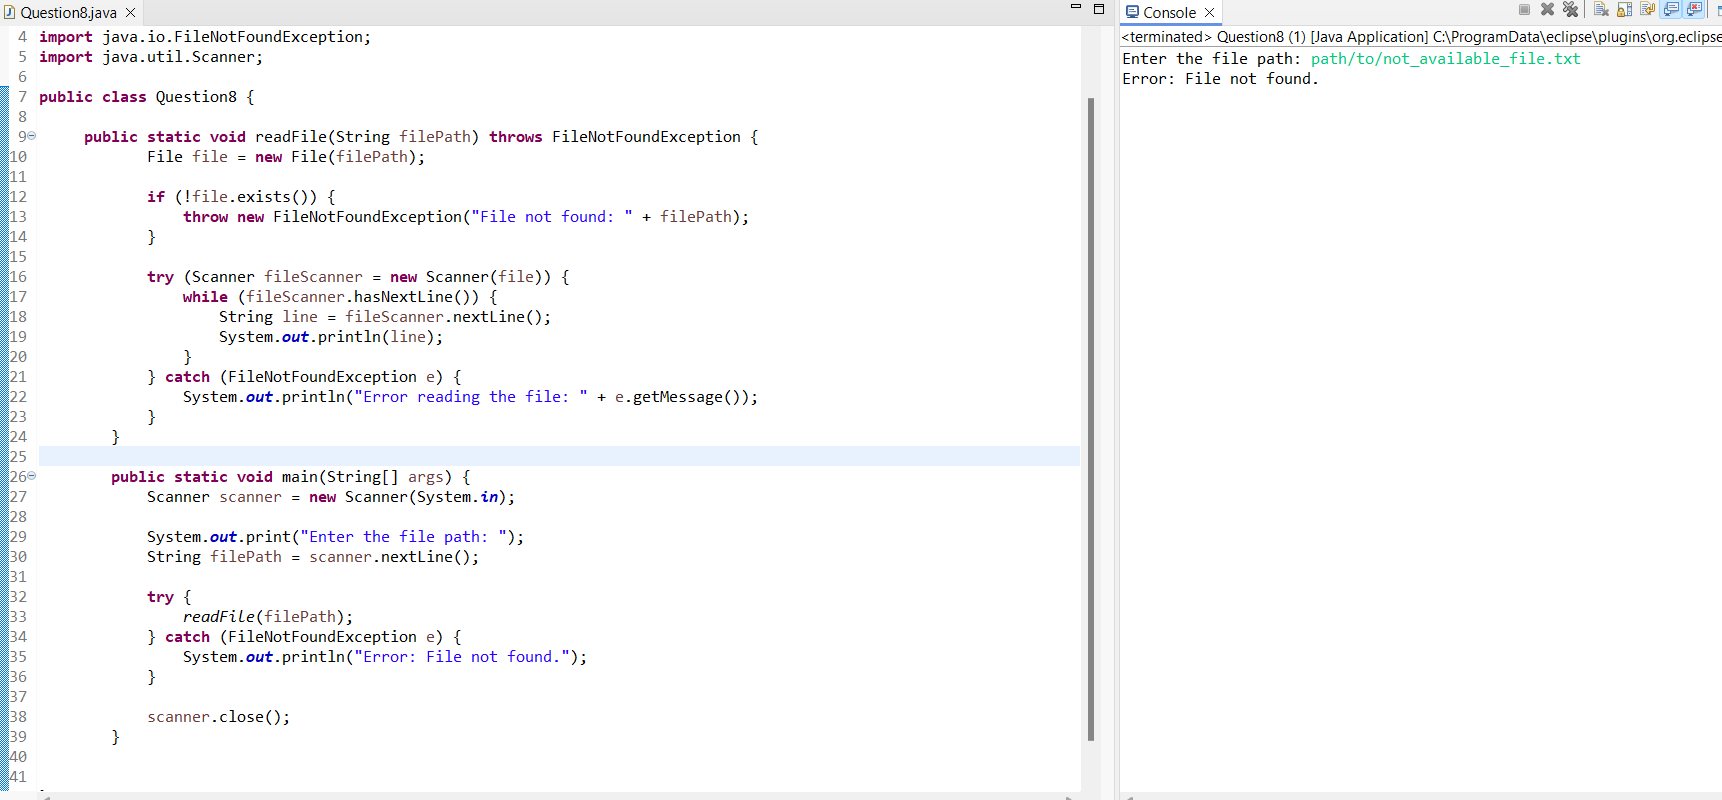 Question8.java
4 import java.io.FileNotFoundException;
5 import java.util.Scanner;
6
7 public class Question8 {
8
9 public static void readFile(String filePath) throws FileNotFoundException {
10 File file = new File(filePath);
11
12 if (!file.exists()) {
13 throw new FileNotFoundException("File not found: " + filePath);
14 }
15
16 try (Scanner fileScanner = new Scanner(file)) {
17 while (fileScanner.hasNextLine()) {
18 String line = fileScanner.nextLine();
19 System.out.println(line);
20 }
21 } catch (FileNotFoundException e) {
22 System.out.println("Error reading the file: " + e.getMessage());
23 }
24 }
25
26 public static void main(String[] args) {
27 Scanner scanner = new Scanner(System.in);
28
29 System.out.print("Enter the file path: ");
30 String filePath = scanner.nextLine();
31
32 try {
33 readFile(filePath);
34 } catch (FileNotFoundException e) {
35 System.out.println("Error: File not found.");
36 }
37
38 scanner.close();
39 }
40
41
Console
<terminated> Question8 (1) [Java Application] C:\ProgramData\eclipse\plugins\org.eclipse
Enter the file path: path/to/not_available_file.txt
Error: File not found.